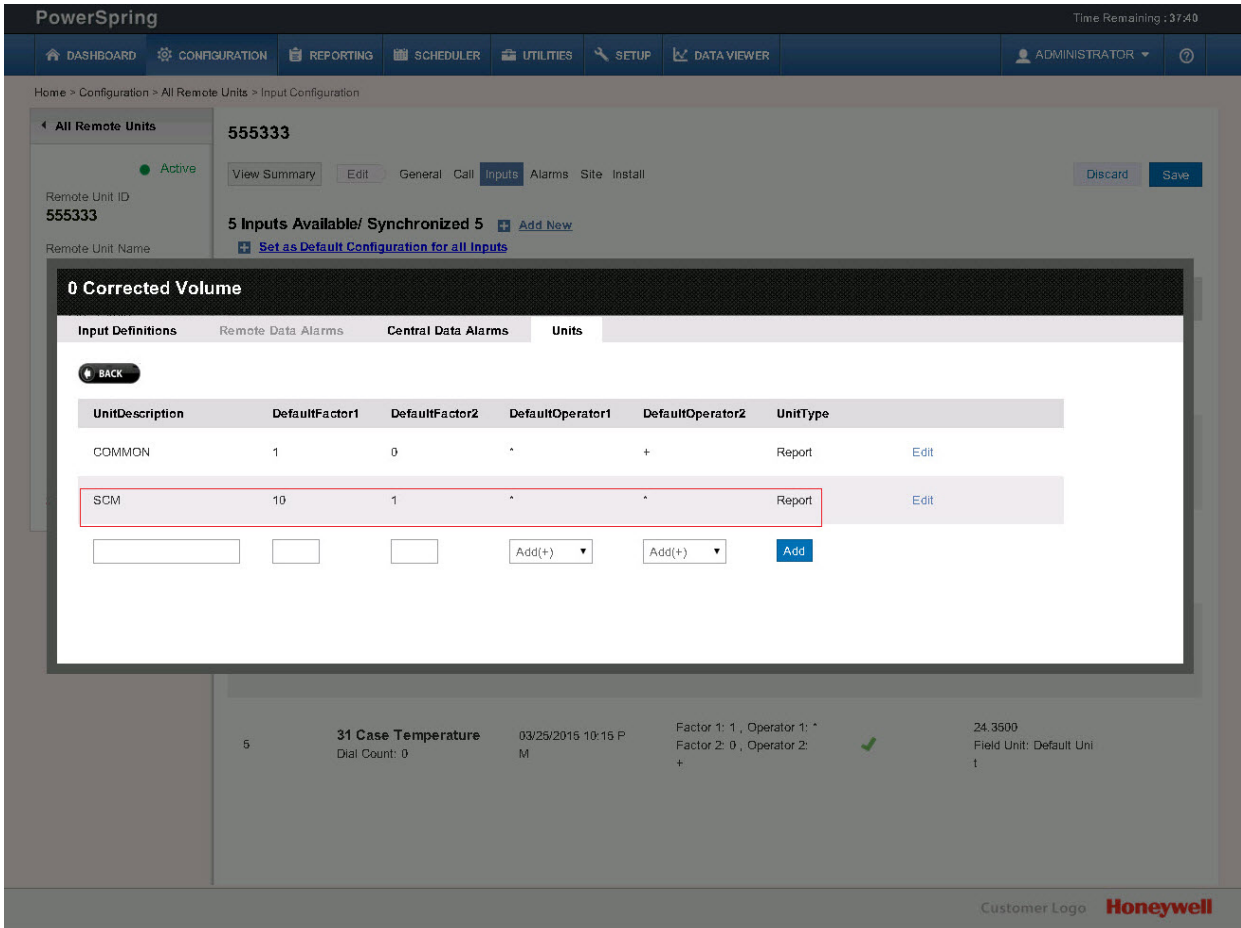 PowerSpring
Time Remaining : 37:40
DASHBOARD CONFIGURATION REPORTING SCHEDULER UTILITIES SETUP DATA VIEWER ADMINISTRATOR
Home > Configuration > All Remote Units > Input Configuration
All Remote Units
555333
Active
View Summary Edit General Call Inputs Alarms Site Install Discard Save
Remote Unit ID
555333
5 Inputs Available/ Synchronized 5 Add New
Remote Unit Name
Set as Default Configuration for all Inputs
0 Corrected Volume
Input Definitions Remote Data Alarms Central Data Alarms Units
BACK
UnitDescription DefaultFactor1 DefaultFactor2 DefaultOperator1 DefaultOperator2 UnitType
COMMON 1 0 * + Report Edit
SCM 10 1 * * Report Edit
Add(+) Add(+) Add
5 31 Case Temperature 03/25/2015 10:15 P Factor 1: 1 , Operator 1: * 24.3500
Dial Count: 0 M Factor 2: 0 , Operator 2: Field Unit: Default Uni
+ t
Customer Logo Honeywell